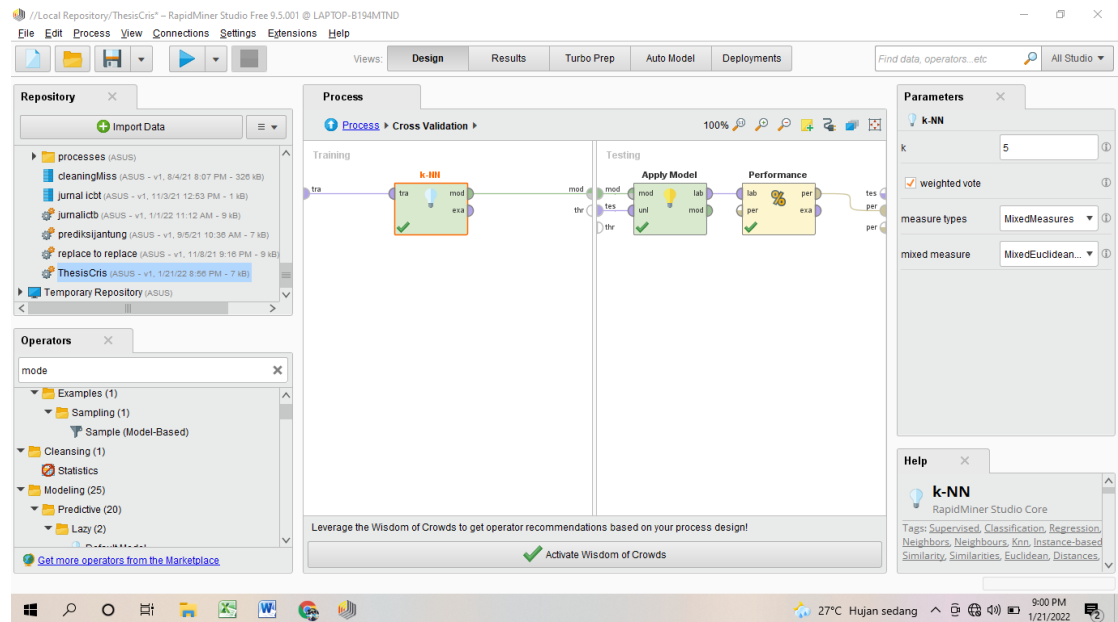 //Local Repository/ThesisCris* – RapidMiner Studio Free 9.5.001 @ LAPTOP-B194MTND
File Edit Process View Connections Settings Extensions Help
Views: Design Results Turbo Prep Auto Model Deployments Find data, operators...etc All Studio
Repository
Import Data
processes (ASUS)
cleaningMiss (ASUS - v1, 8/4/21 8:07 PM - 326 kB)
jurnal icbt (ASUS - v1, 11/3/21 12:53 PM - 1 kB)
jurnalictb (ASUS - v1, 1/1/22 11:12 AM - 9 kB)
prediksijantung (ASUS - v1, 9/5/21 10:36 AM - 7 kB)
replace to replace (ASUS - v1, 11/8/21 9:16 PM - 9 kB)
ThesisCris (ASUS - v1, 1/21/22 8:56 PM - 7 kB)
Temporary Repository (ASUS)
Operators
mode
Examples (1)
Sampling (1)
Sample (Model-Based)
Cleansing (1)
Statistics
Modeling (25)
Predictive (20)
Lazy (2)
Get more operators from the Marketplace
Process
Process Cross Validation
100%
Training
Testing
k-NN
Apply Model
Performance
tra tra mod mod mod mod lab lab per tes
exa thr tes unl mod per exa per
thr per
Leverage the Wisdom of Crowds to get operator recommendations based on your process design!
Activate Wisdom of Crowds
Parameters
k-NN
k 5
weighted vote
measure types MixedMeasures
mixed measure MixedEuclidean...
Help
k-NN
RapidMiner Studio Core
Tags: Supervised, Classification, Regression,
Neighbors, Neighbours, Knn, Instance-based
Similarity, Similarities, Euclidean, Distances,
27°C Hujan sedang
9:00 PM
1/21/2022
2